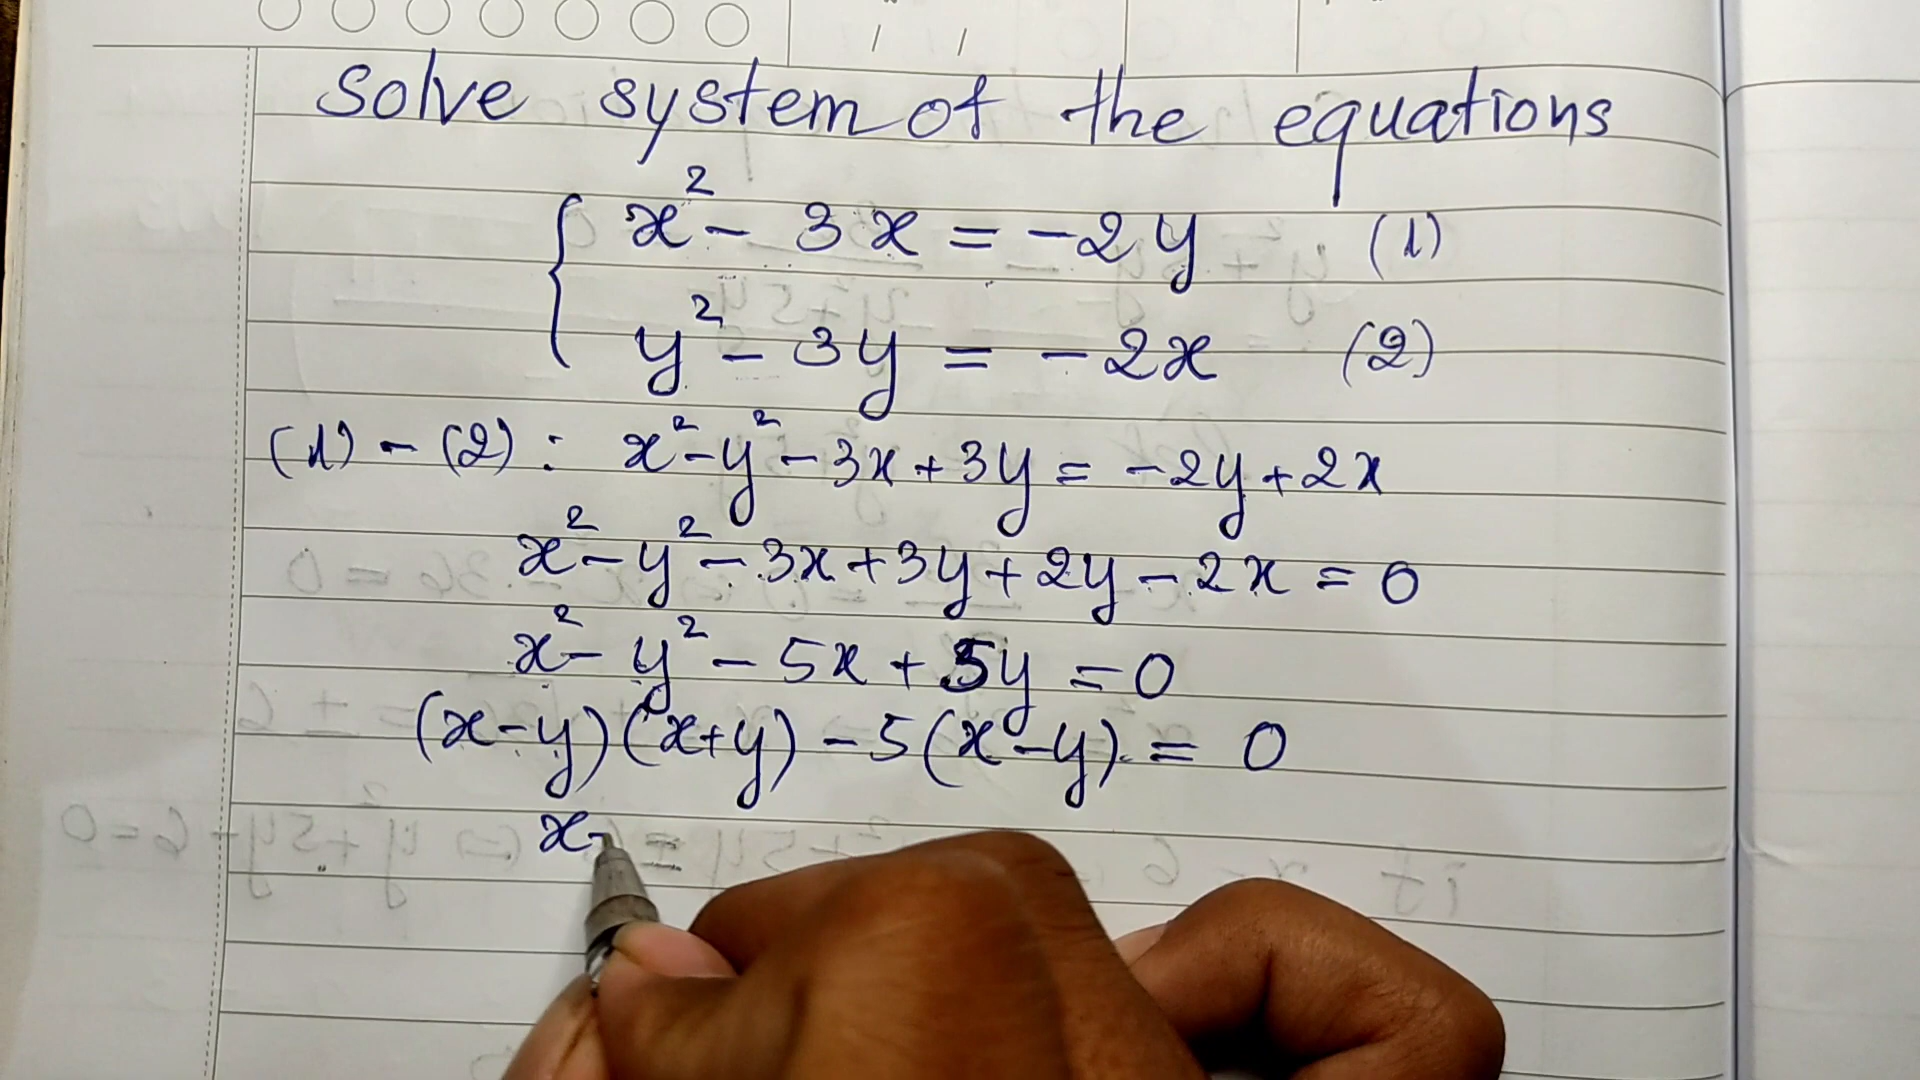 Solve system of the equations
x² - 3x = -2y (1)
y² - 3y = -2x (2)
(1) - (2) : x² - y² - 3x + 3y = -2y + 2x
x² - y² - 3x + 3y + 2y - 2x = 0
x² - y² - 5x + 5y = 0
(x - y)(x + y) - 5(x - y) = 0
x -